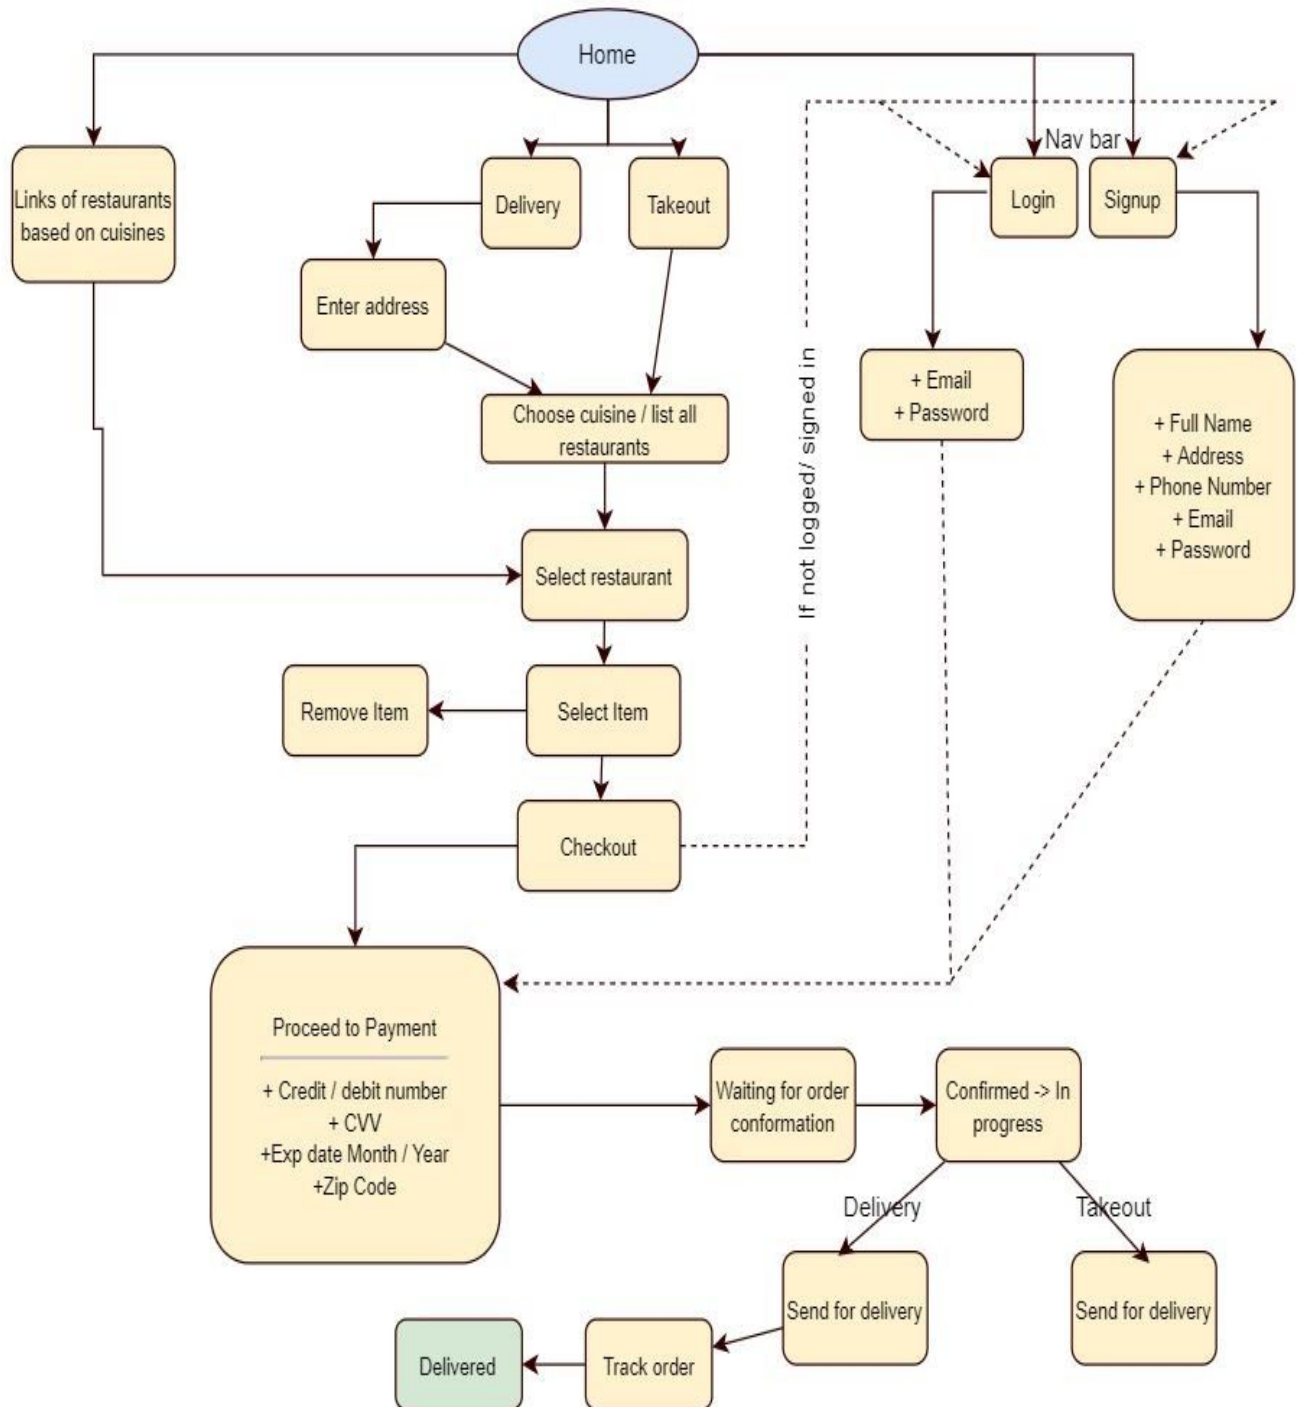 Home
Nav bar
Links of restaurants
based on cuisines
Delivery
Takeout
Login
Signup
Enter address
+ Email
+ Password
Choose cuisine / list all
restaurants
If not logged/ signed in
+ Full Name
+ Address
+ Phone Number
+ Email
+ Password
Select restaurant
Remove Item
Select Item
Checkout
Proceed to Payment
+ Credit / debit number
+ CVV
+Exp date Month / Year
+Zip Code
Waiting for order
conformation
Confirmed -> In
progress
Delivery
Takeout
Send for delivery
Send for delivery
Delivered
Track order